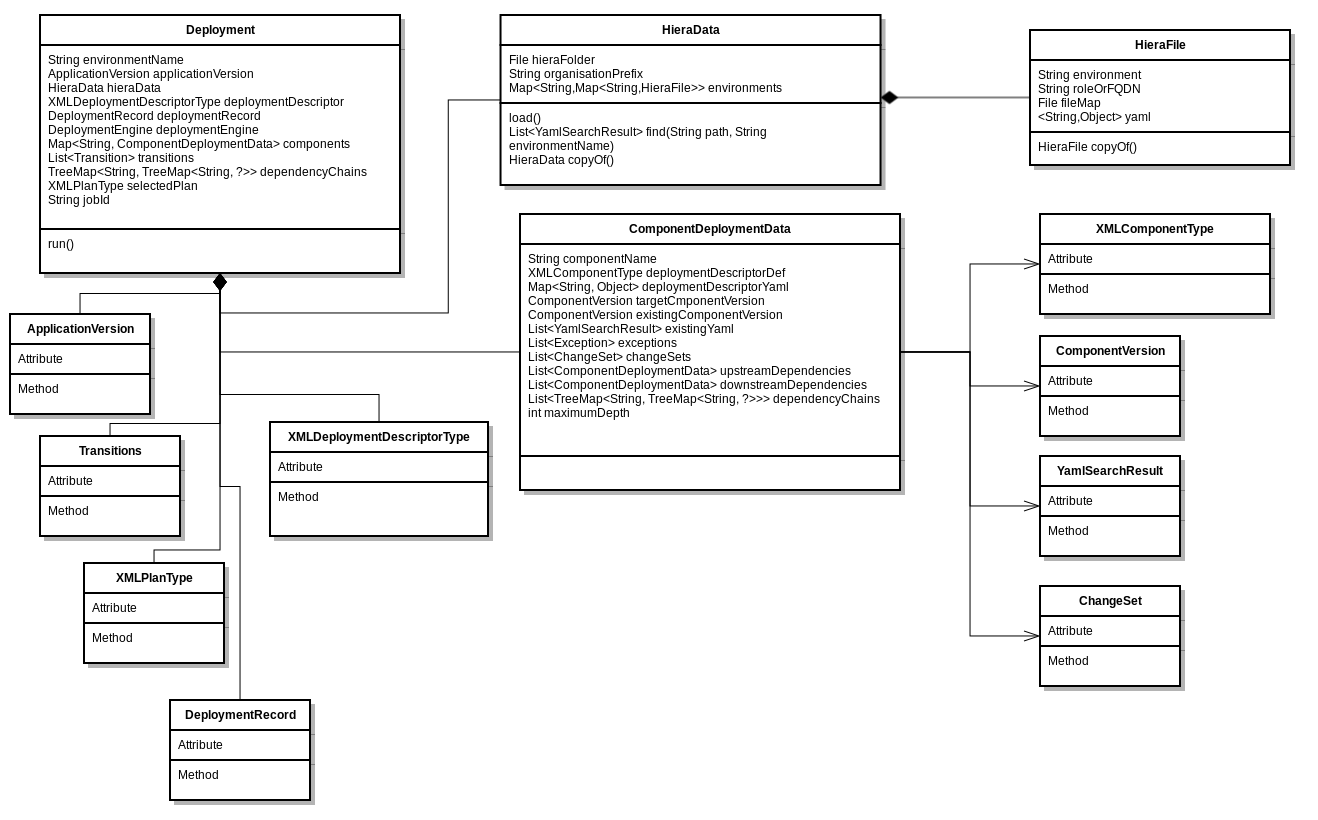 Deployment
String environmentName
ApplicationVersion applicationVersion
HieraData hieraData
XMLDeploymentDescriptorType deploymentDescriptor
DeploymentRecord deploymentRecord
DeploymentEngine deploymentEngine
Map<String, ComponentDeploymentData> components
List<Transition> transitions
TreeMap<String, TreeMap<String, ?>> dependencyChains
XMLPlanType selectedPlan
String jobId
run()
HieraData
File hieraFolder
String organisationPrefix
Map<String,Map<String,HieraFile>> environments
load()
List<YamlSearchResult> find(String path, String
environmentName)
HieraData copyOf()
HieraFile
String environment
String roleOrFQDN
File fileMap
<String,Object> yaml
HieraFile copyOf()
ComponentDeploymentData
String componentName
XMLComponentType deploymentDescriptorDef
Map<String, Object> deploymentDescriptorYaml
ComponentVersion targetCmponentVersion
ComponentVersion existingComponentVersion
List<YamlSearchResult> existingYaml
List<Exception> exceptions
List<ChangeSet> changeSets
List<ComponentDeploymentData> upstreamDependencies
List<ComponentDeploymentData> downstreamDependencies
List<TreeMap<String, TreeMap<String, ?>>> dependencyChains
int maximumDepth
XMLComponentType
Attribute
Method
ComponentVersion
Attribute
Method
YamlSearchResult
Attribute
Method
ChangeSet
Attribute
Method
ApplicationVersion
Attribute
Method
Transitions
Attribute
Method
XMLDeploymentDescriptorType
Attribute
Method
XMLPlanType
Attribute
Method
DeploymentRecord
Attribute
Method